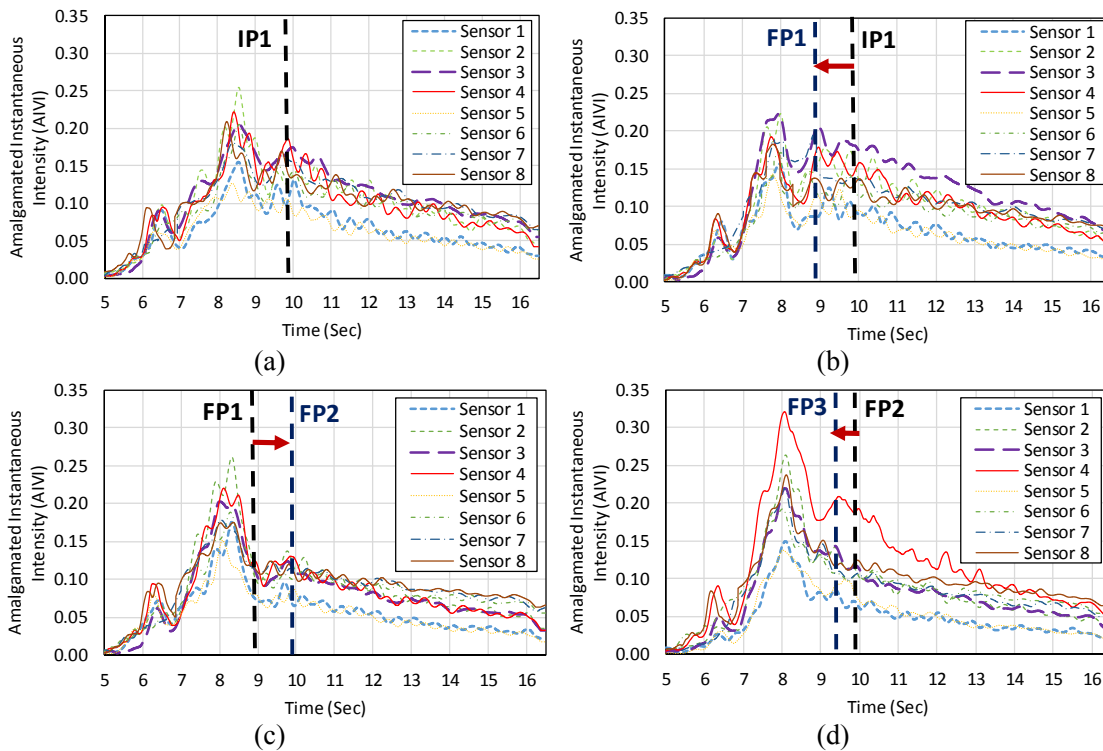 0.35
0.30
0.25
0.20
0.15
0.10
0.05
0.00
Amalgamated Instantaneous
Intensity (AIVI)
IP1
Sensor 1
Sensor 2
Sensor 3
Sensor 4
Sensor 5
Sensor 6
Sensor 7
Sensor 8
5 6 7 8 9 10 11 12 13 14 15 16
Time (Sec)
(a)
0.35
0.30
0.25
0.20
0.15
0.10
0.05
0.00
Amalgamated Instantaneous
Intensity (AIVI)
FP1 IP1
Sensor 1
Sensor 2
Sensor 3
Sensor 4
Sensor 5
Sensor 6
Sensor 7
Sensor 8
5 6 7 8 9 10 11 12 13 14 15 16
Time (Sec)
(b)
0.35
0.30
0.25
0.20
0.15
0.10
0.05
0.00
Amalgamated Instantaneous
Intensity (AIVI)
FP1 FP2
Sensor 1
Sensor 2
Sensor 3
Sensor 4
Sensor 5
Sensor 6
Sensor 7
Sensor 8
5 6 7 8 9 10 11 12 13 14 15 16
Time (Sec)
(c)
0.35
0.30
0.25
0.20
0.15
0.10
0.05
0.00
Amalgamated Instantaneous
Intensity (AIVI)
FP3 FP2
Sensor 1
Sensor 2
Sensor 3
Sensor 4
Sensor 5
Sensor 6
Sensor 7
Sensor 8
5 6 7 8 9 10 11 12 13 14 15 16
Time (Sec)
(d)